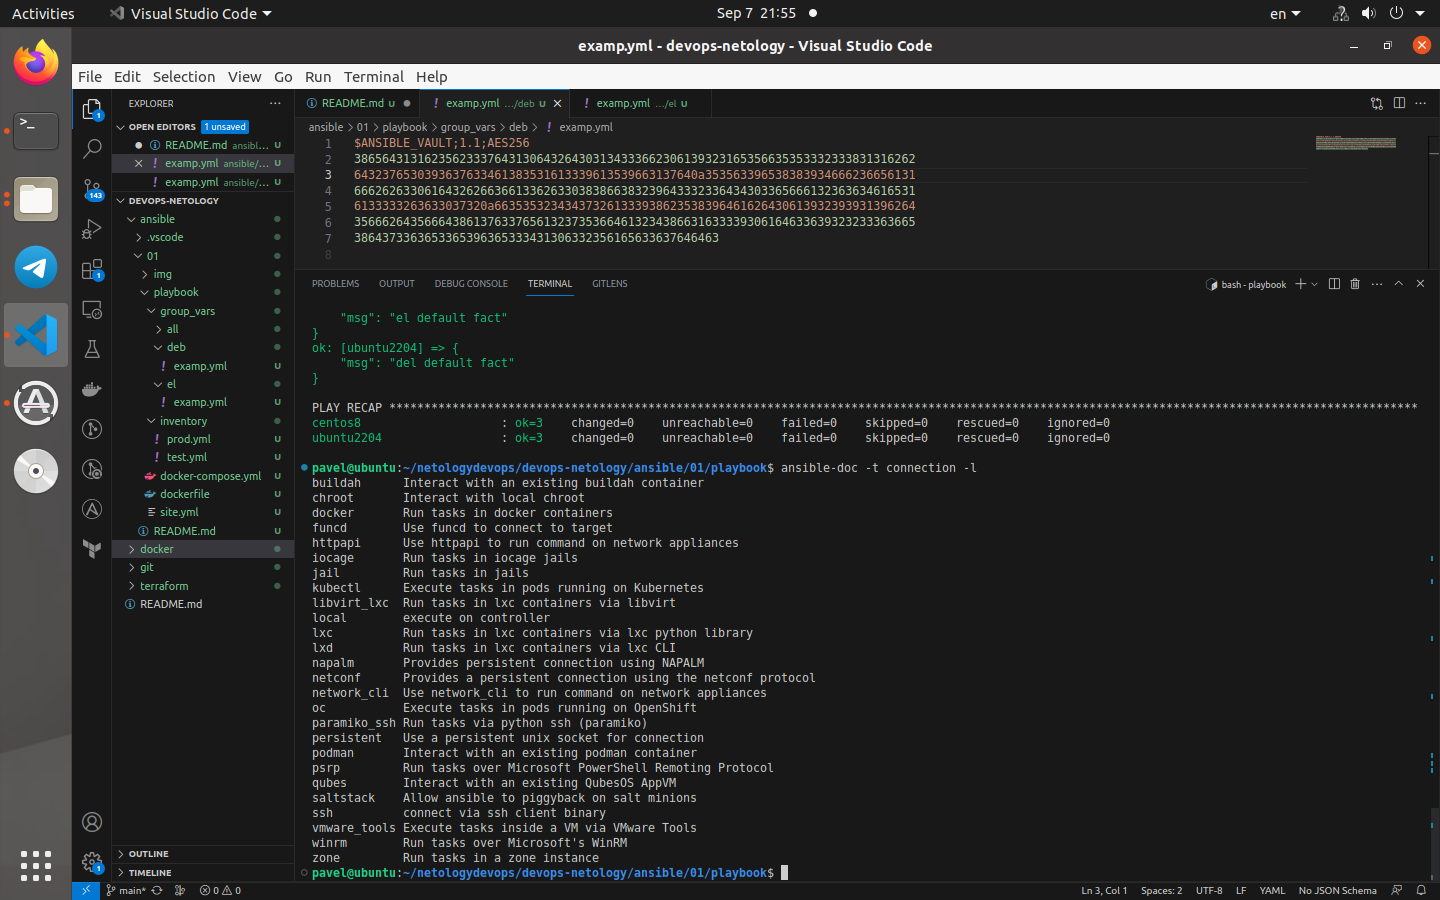 Activities
Visual Studio Code
Sep 7 21:55
en
examp.yml - devops-netology - Visual Studio Code
File Edit Selection View Go Run Terminal Help
EXPLORER
OPEN EDITORS 1 unsaved
README.md ansibl... U
examp.yml ansible/... U
examp.yml ansible/... U
DEVOPS-NETOLOGY
ansible
.vscode
01
img
playbook
group_vars
all
deb
examp.yml U
el
examp.yml U
inventory
prod.yml U
test.yml U
docker-compose.yml U
dockerfile U
site.yml U
README.md U
docker
git
terraform
README.md
OUTLINE
TIMELINE
1
143
1
1
README.md U
examp.yml .../deb U
examp.yml .../el U
ansible > 01 > playbook > group_vars > deb > ! examp.yml
1 $ANSIBLE_VAULT;1.1;AES256
2
3
4
5
6
7
8
PROBLEMS OUTPUT DEBUG CONSOLE TERMINAL GITLENS
bash - playbook
"msg": "el default fact"
}
ok: [ubuntu2204] => {
"msg": "del default fact"
}
PLAY RECAP
centos8 : ok=3 changed=0 unreachable=0 failed=0 skipped=0 rescued=0 ignored=0
ubuntu2204 : ok=3 changed=0 unreachable=0 failed=0 skipped=0 rescued=0 ignored=0
pavel@ubuntu:~/netologydevops/devops-netology/ansible/01/playbook$ ansible-doc -t connection -l
buildah Interact with an existing buildah container
chroot Interact with local chroot
docker Run tasks in docker containers
funcd Use funcd to connect to target
httpapi Use httpapi to run command on network appliances
iocage Run tasks in iocage jails
jail Run tasks in jails
kubectl Execute tasks in pods running on Kubernetes
libvirt_lxc Run tasks in lxc containers via libvirt
local execute on controller
lxc Run tasks in lxc containers via lxc python library
lxd Run tasks in lxc containers via lxc CLI
napalm Provides persistent connection using NAPALM
netconf Provides a persistent connection using the netconf protocol
network_cli Use network_cli to run command on network appliances
oc Execute tasks in pods running on OpenShift
paramiko_ssh Run tasks via python ssh (paramiko)
persistent Use a persistent unix socket for connection
podman Interact with an existing podman container
psrp Run tasks over Microsoft PowerShell Remoting Protocol
qubes Interact with an existing QubesOS AppVM
saltstack Allow ansible to piggyback on salt minions
ssh connect via ssh client binary
vmware_tools Execute tasks inside a VM via VMware Tools
winrm Run tasks over Microsoft's WinRM
zone Run tasks in a zone instance
pavel@ubuntu:~/netologydevops/devops-netology/ansible/01/playbook$
main* 0 0
Ln 3, Col 1 Spaces: 2 UTF-8 LF YAML No JSON Schema